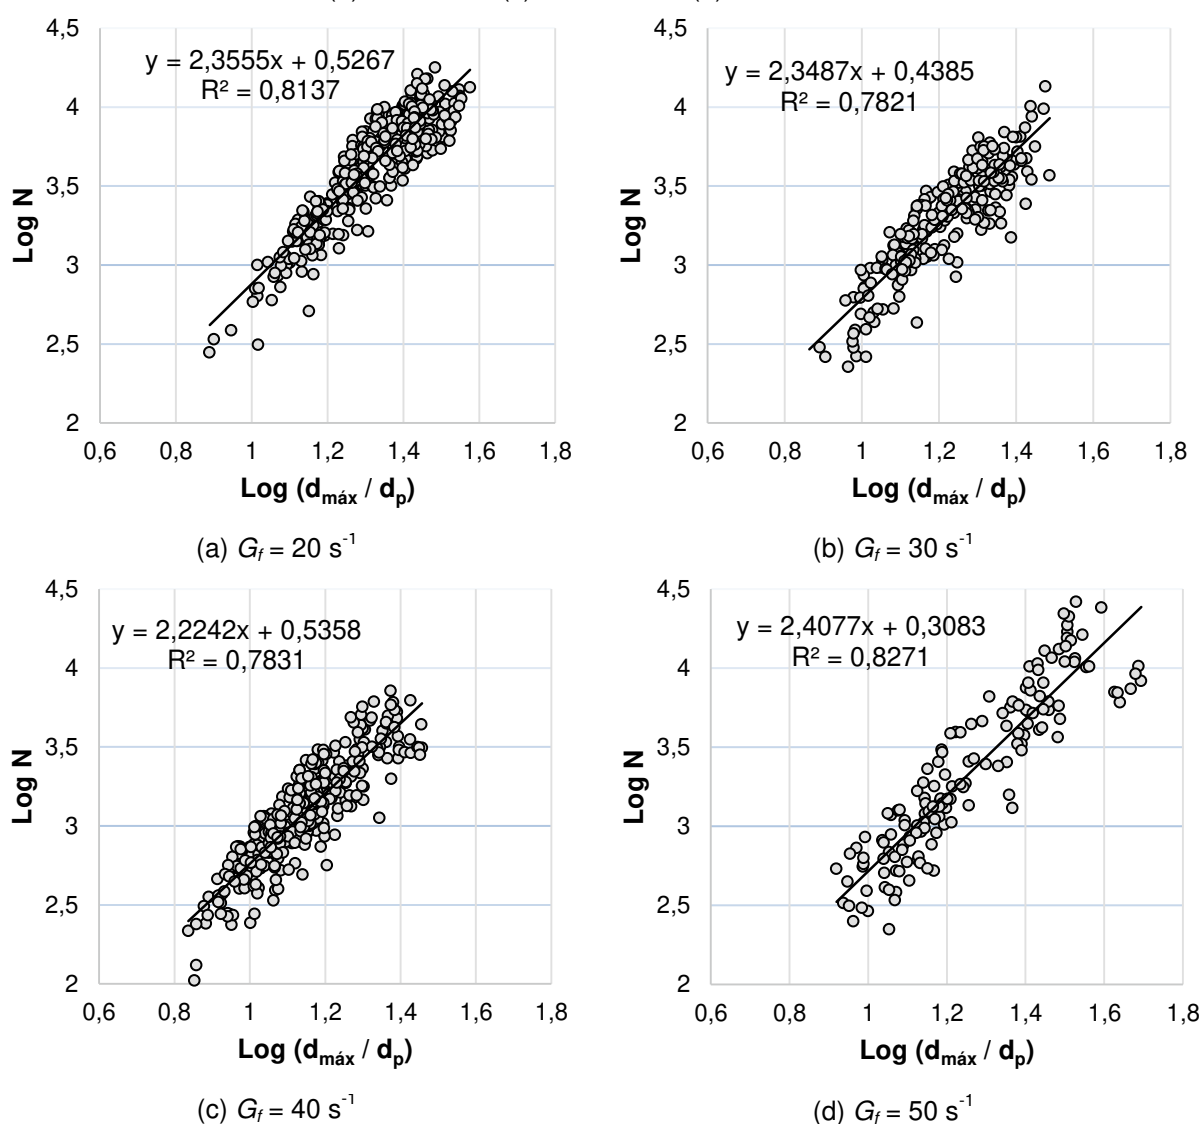 4,5
y = 2,3555x + 0,5267
R² = 0,8137
4
3,5
3
2,5
2
Log N
0,6 0,8 1 1,2 1,4 1,6 1,8
Log (dmáx / dp)
(a) Gf = 20 s-1
4,5
y = 2,3487x + 0,4385
R² = 0,7821
4
3,5
3
2,5
2
Log N
0,6 0,8 1 1,2 1,4 1,6 1,8
Log (dmáx / dp)
(b) Gf = 30 s-1
4,5
y = 2,2242x + 0,5358
R² = 0,7831
4
3,5
3
2,5
2
Log N
0,6 0,8 1 1,2 1,4 1,6 1,8
Log (dmáx / dp)
(c) Gf = 40 s-1
4,5
y = 2,4077x + 0,3083
R² = 0,8271
4
3,5
3
2,5
2
Log N
0,6 0,8 1 1,2 1,4 1,6 1,8
Log (dmáx / dp)
(d) Gf = 50 s-1